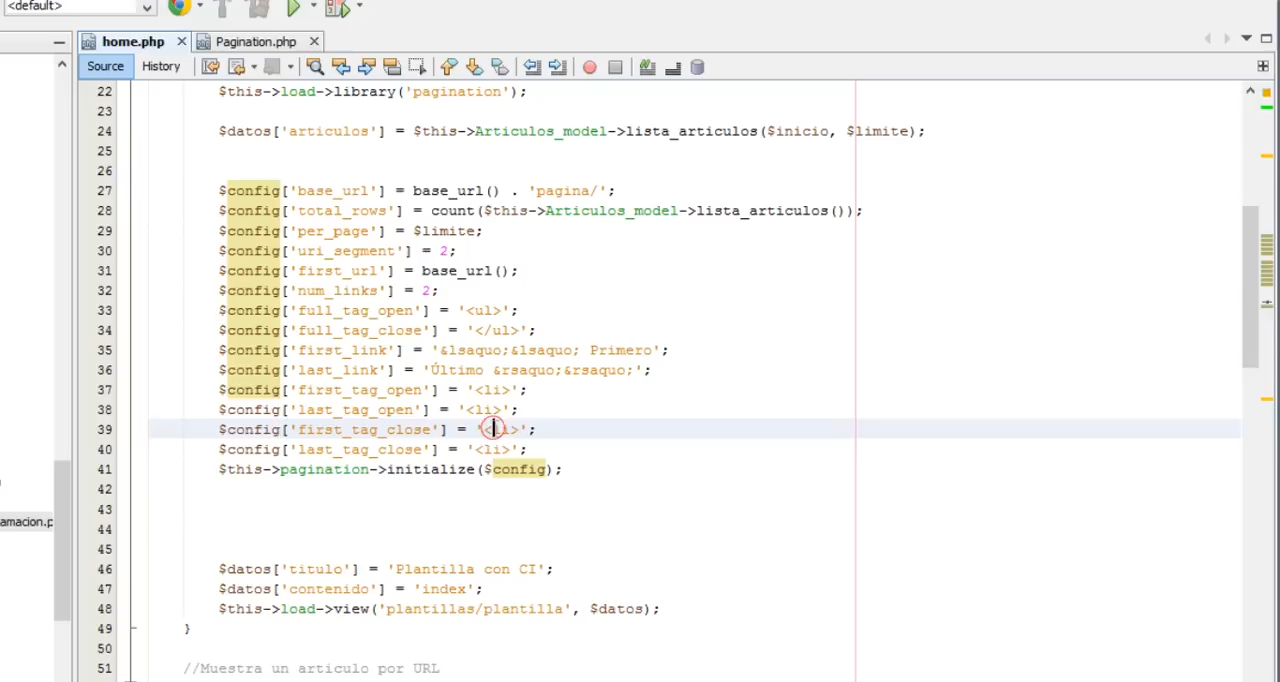 <default>
home.php
Pagination.php
Source
History
22 $this->load->library('pagination');
23
24 $datos['articulos'] = $this->Articulos_model->lista_articulos($inicio, $limite);
25
26
27 $config['base_url'] = base_url() . 'pagina/';
28 $config['total_rows'] = count($this->Articulos_model->lista_articulos());
29 $config['per_page'] = $limite;
30 $config['uri_segment'] = 2;
31 $config['first_url'] = base_url();
32 $config['num_links'] = 2;
33 $config['full_tag_open'] = '<ul>';
34 $config['full_tag_close'] = '</ul>';
35 $config['first_link'] = '&lsaquo;&lsaquo; Primero';
36 $config['last_link'] = 'Último &rsaquo;&rsaquo;';
37 $config['first_tag_open'] = '<li>';
38 $config['last_tag_open'] = '<li>';
39 $config['first_tag_close'] = '<li>';
40 $config['last_tag_close'] = '<li>';
41 $this->pagination->initialize($config);
42
43
44
45
46 $datos['titulo'] = 'Plantilla con CI';
47 $datos['contenido'] = 'index';
48 $this->load->view('plantillas/plantilla', $datos);
49 }
50
51 //Muestra un articulo por URL
amacion.p